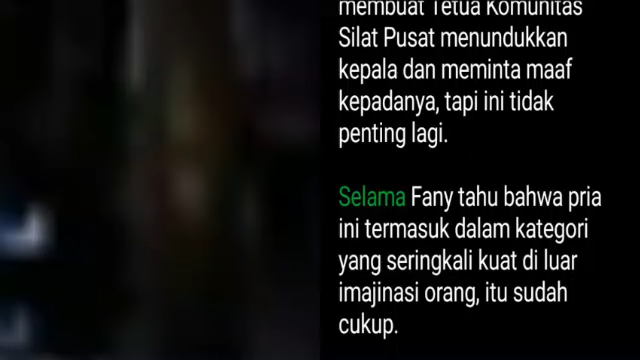 membuat Tetua Komunitas
Silat Pusat menundukkan
kepala dan meminta maaf
kepadanya, tapi ini tidak
penting lagi.
Selama Fany tahu bahwa pria
ini termasuk dalam kategori
yang seringkali kuat di luar
imajinasi orang, itu sudah
cukup.